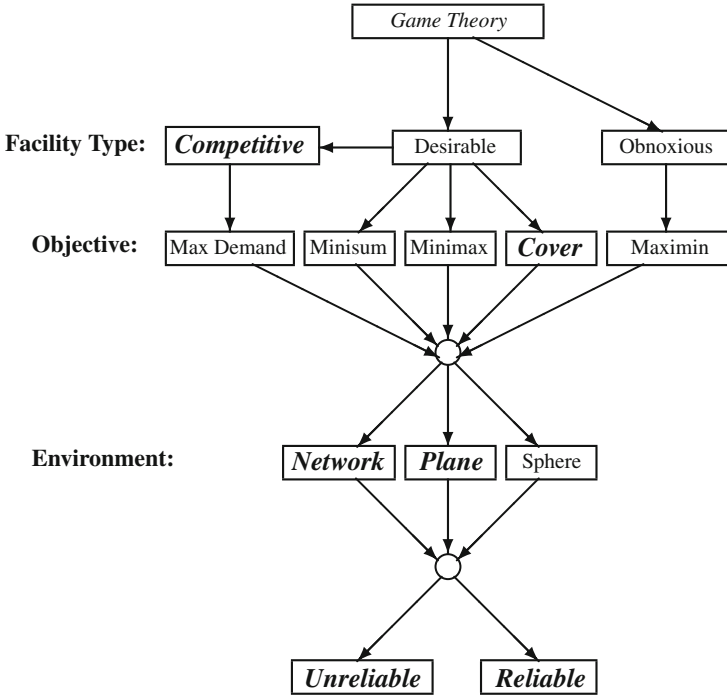 Game Theory
Facility Type: Competitive Desirable Obnoxious
Objective: Max Demand Minisum Minimax Cover Maximin
Environment: Network Plane Sphere
Unreliable Reliable